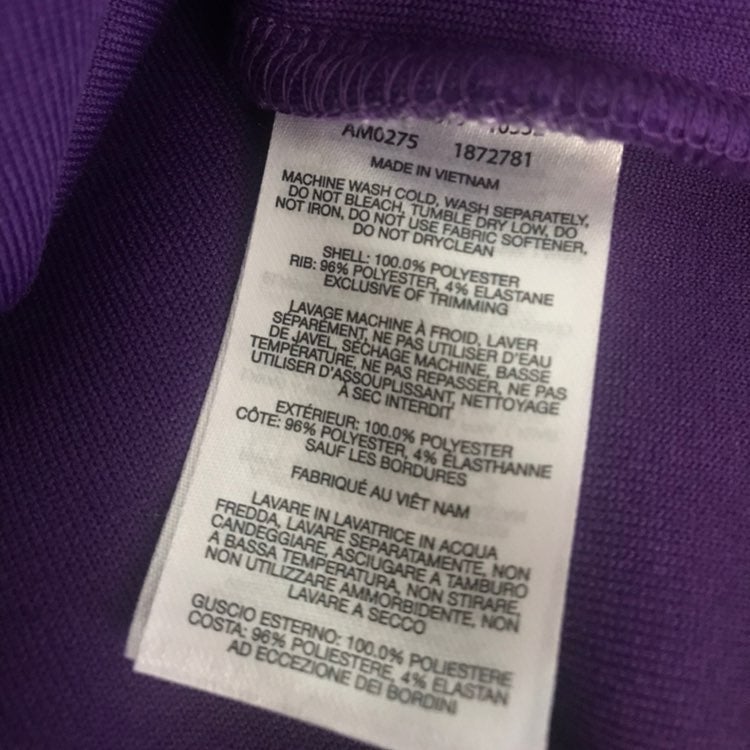 AM0275 1872781
MADE IN VIETNAM
MACHINE WASH COLD, WASH SEPARATELY,
DO NOT BLEACH, TUMBLE DRY LOW, DO
NOT IRON, DO NOT USE FABRIC SOFTENER,
DO NOT DRYCLEAN
SHELL: 100.0% POLYESTER
RIB: 96% POLYESTER, 4% ELASTANE
EXCLUSIVE OF TRIMMING
LAVAGE MACHINE À FROID, LAVER
SÉPARÉMENT, NE PAS UTILISER D'EAU
DE JAVEL, SÉCHAGE MACHINE, BASSE
TEMPÉRATURE, NE PAS REPASSER, NE PAS
UTILISER D'ASSOUPLISSANT, NETTOYAGE
À SEC INTERDIT
EXTÉRIEUR: 100.0% POLYESTER
CÔTE: 96% POLYESTER, 4% ÉLASTHANNE
SAUF LES BORDURES
FABRIQUÉ AU VIÊT NAM
LAVARE IN LAVATRICE IN ACQUA
FREDDA, LAVARE SEPARATAMENTE, NON
CANDEGGIARE, ASCIUGARE A TAMBURO
A BASSA TEMPERATURA, NON STIRARE,
NON UTILIZZARE AMMORBIDENTE, NON
LAVARE A SECCO
GUSCIO ESTERNO: 100.0% POLIESTERE
COSTA: 96% POLIESTERE, 4% ELASTAN
AD ECCEZIONE DEI BORDINI